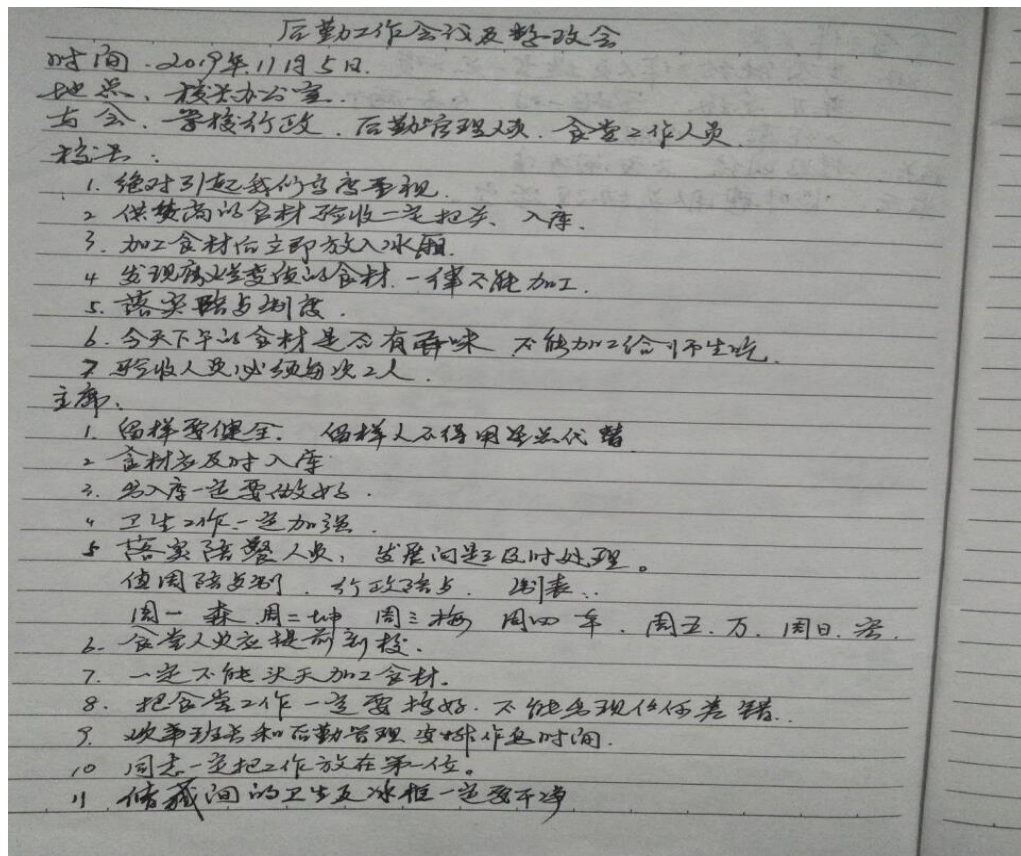 后勤工作会议及整改会
时间.2019年11月5日.
地点、校长办公室.
与会、学校行政.后勤管理人员.食堂工作人员.
校长:
1.绝对引起我们高度重视.
2 供货商的食材验收一定把关、入库.
3.加工食材后立即放入冰厢.
4 发现腐烂变质的食材.一律不能加工.
5.落实陪与制度.
6.今天下午的食材是否有异味 不能加工给师生吃.
7 验收人员必须每次2人.
主席、
1.留样要健全. 留样人不得用 代替
2 食材应及时入库
3.出入库一定要做好.
4 卫生工作一定加强.
5 落实陪餐人员,发展问题及时处理。
值周陪与制.行政陪与. 制表..
周一 森 周二 坤 周三 梅 周四 年.周五.万.周日.
6-食堂人员应提前到校.
7.一定不能头天加工食材.
8.把食堂工作一定要搞好.不能出现任何差错..
9. 班长和后勤管理安排作息时间.
10 同志一定把工作放在第一位。
11 储藏间的卫生及冰柜一定要干净